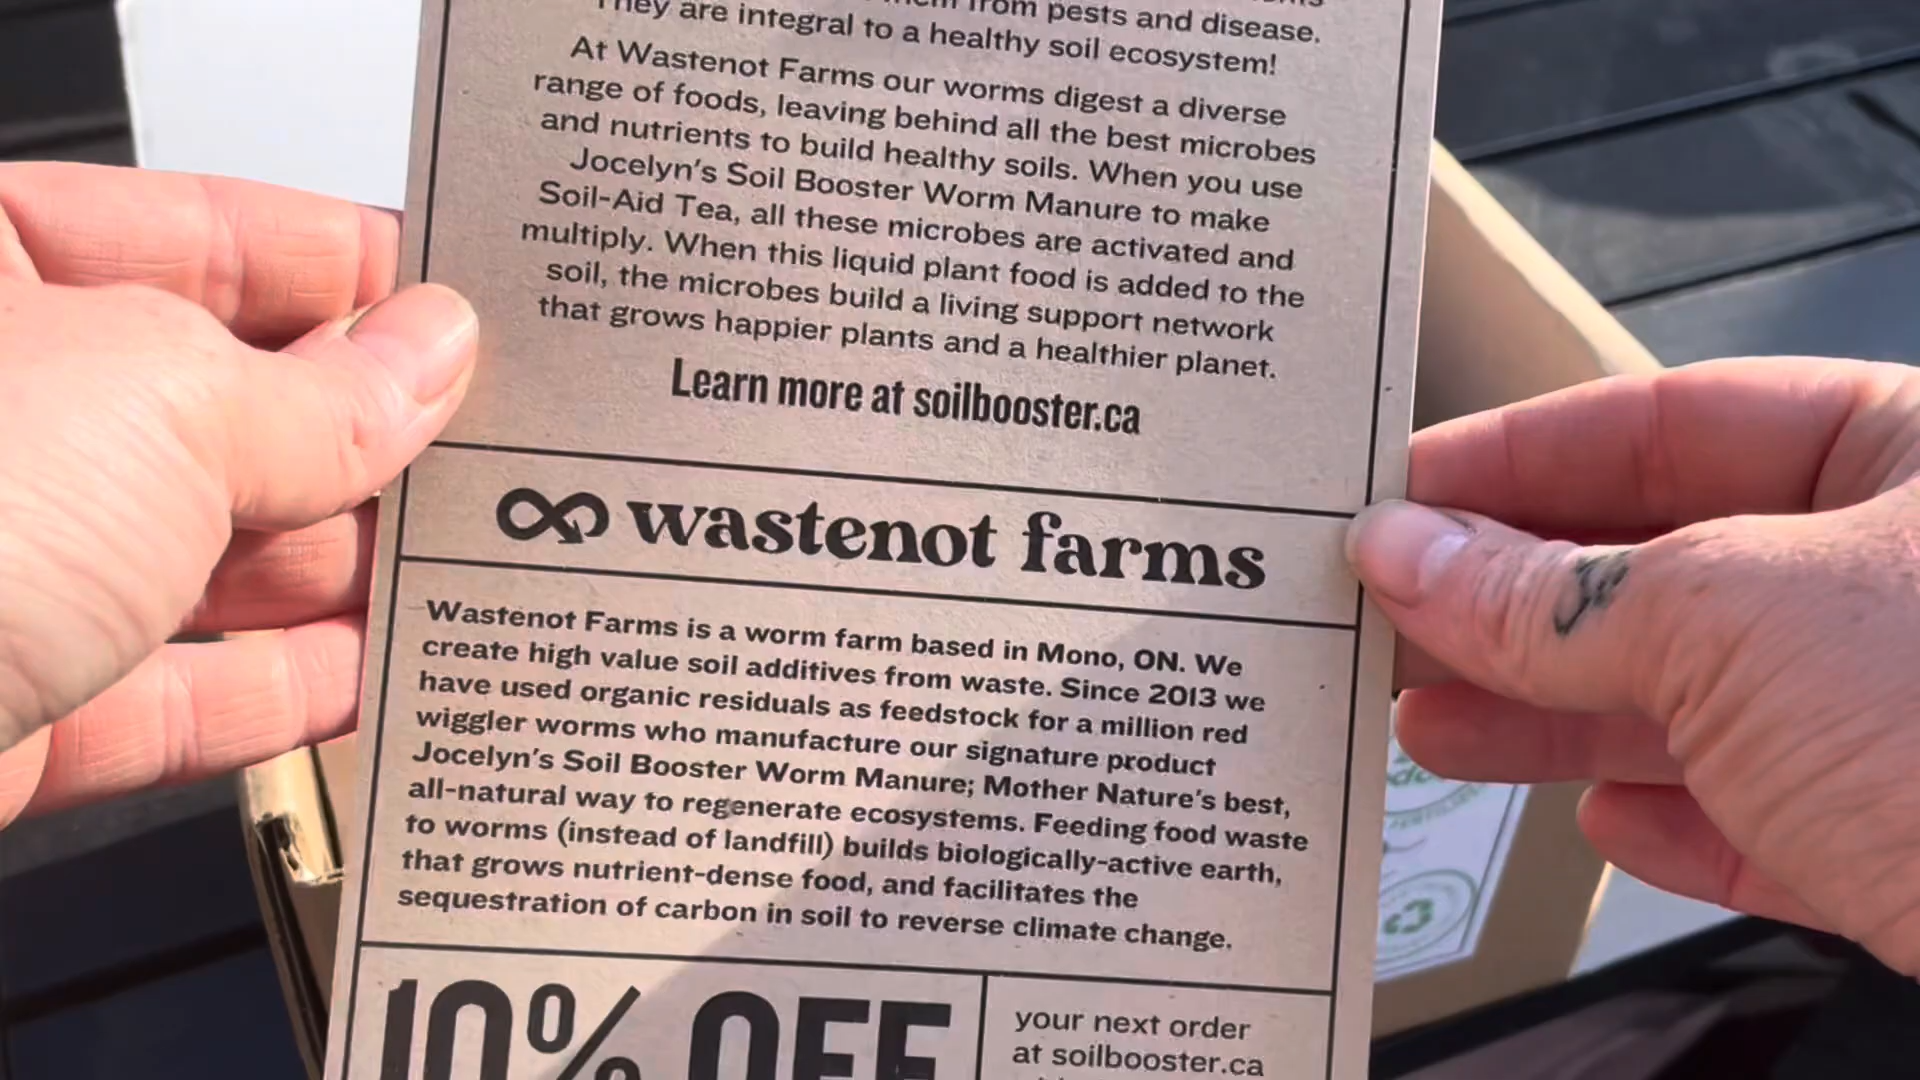 from pests and disease.
They are integral to a healthy soil ecosystem!
At Wastenot Farms our worms digest a diverse
range of foods, leaving behind all the best microbes
and nutrients to build healthy soils. When you use
Jocelyn's Soil Booster Worm Manure to make
Soil-Aid Tea, all these microbes are activated and
multiply. When this liquid plant food is added to the
soil, the microbes build a living support network
that grows happier plants and a healthier planet.
Learn more at soilbooster.ca
wastenot farms
Wastenot Farms is a worm farm based in Mono, ON. We
create high value soil additives from waste. Since 2013 we
have used organic residuals as feedstock for a million red
wiggler worms who manufacture our signature product
Jocelyn's Soil Booster Worm Manure; Mother Nature's best,
all-natural way to regenerate ecosystems. Feeding food waste
to worms (instead of landfill) builds biologically-active earth,
that grows nutrient-dense food, and facilitates the
sequestration of carbon in soil to reverse climate change.
10% OFF
your next order
at soilbooster.ca